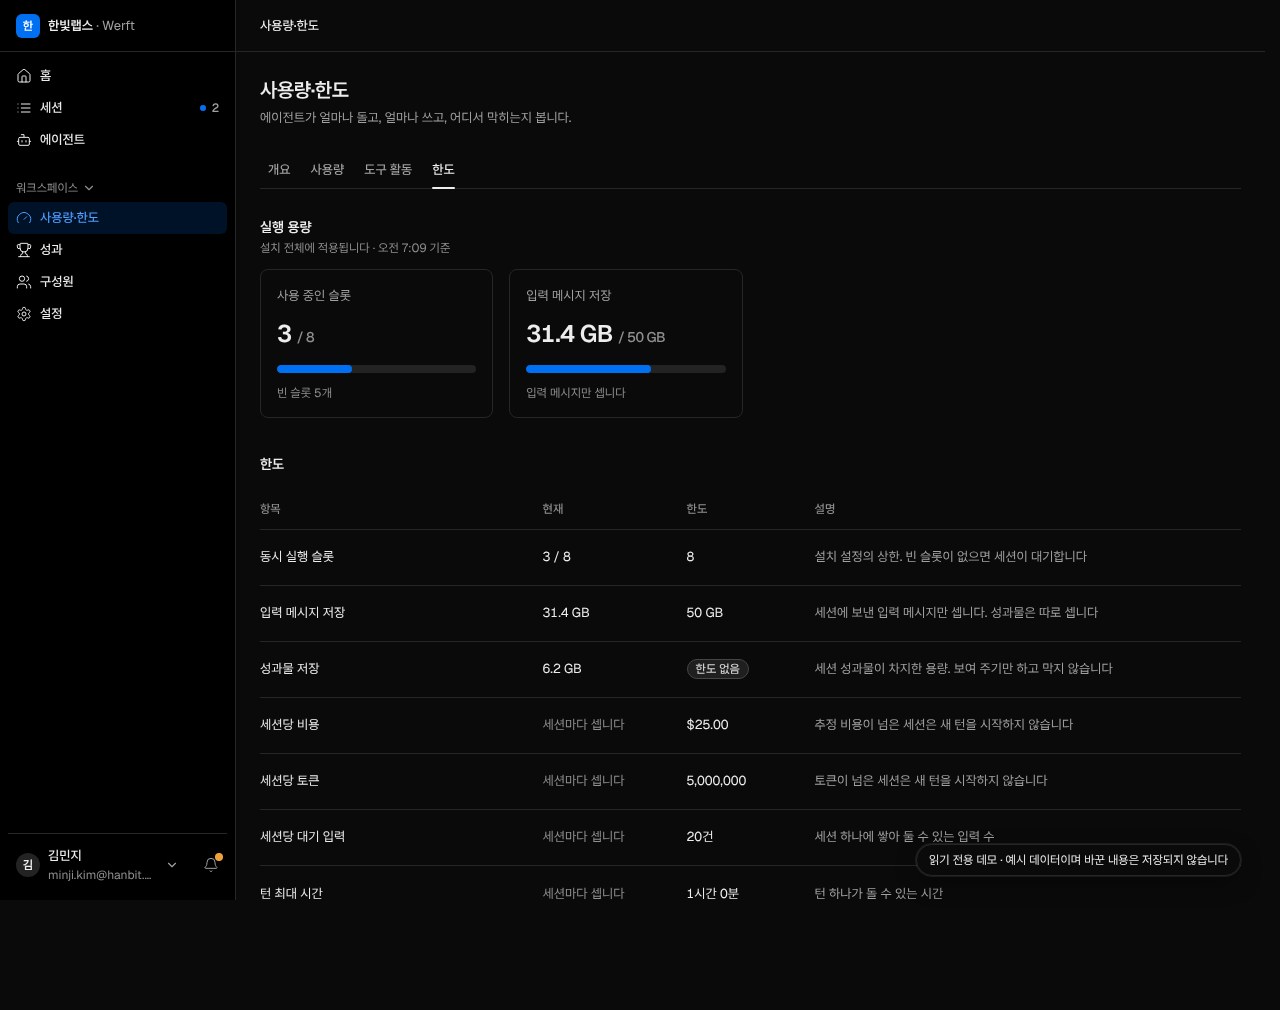 한 한빛랩스 · Werft
홈
세션 2
에이전트
워크스페이스
사용량·한도
성과
구성원
설정
김 김민지
minji.kim@hanbit....
사용량·한도
사용량·한도
에이전트가 얼마나 돌고, 얼마나 쓰고, 어디서 막히는지 봅니다.
개요 사용량 도구 활동 한도
실행 용량
설치 전체에 적용됩니다 · 오전 7:09 기준
사용 중인 슬롯
3 / 8
빈 슬롯 5개
입력 메시지 저장
31.4 GB / 50 GB
입력 메시지만 셉니다
한도
항목 현재 한도 설명
동시 실행 슬롯 3 / 8 8 설치 설정의 상한. 빈 슬롯이 없으면 세션이 대기합니다
입력 메시지 저장 31.4 GB 50 GB 세션에 보낸 입력 메시지만 셉니다. 성과물은 따로 셉니다
성과물 저장 6.2 GB 한도 없음 세션 성과물이 차지한 용량. 보여 주기만 하고 막지 않습니다
세션당 비용 세션마다 셉니다 $25.00 추정 비용이 넘은 세션은 새 턴을 시작하지 않습니다
세션당 토큰 세션마다 셉니다 5,000,000 토큰이 넘은 세션은 새 턴을 시작하지 않습니다
세션당 대기 입력 세션마다 셉니다 20건 세션 하나에 쌓아 둘 수 있는 입력 수
턴 최대 시간 세션마다 셉니다 1시간 0분 턴 하나가 돌 수 있는 시간
읽기 전용 데모 · 예시 데이터이며 바꾼 내용은 저장되지 않습니다